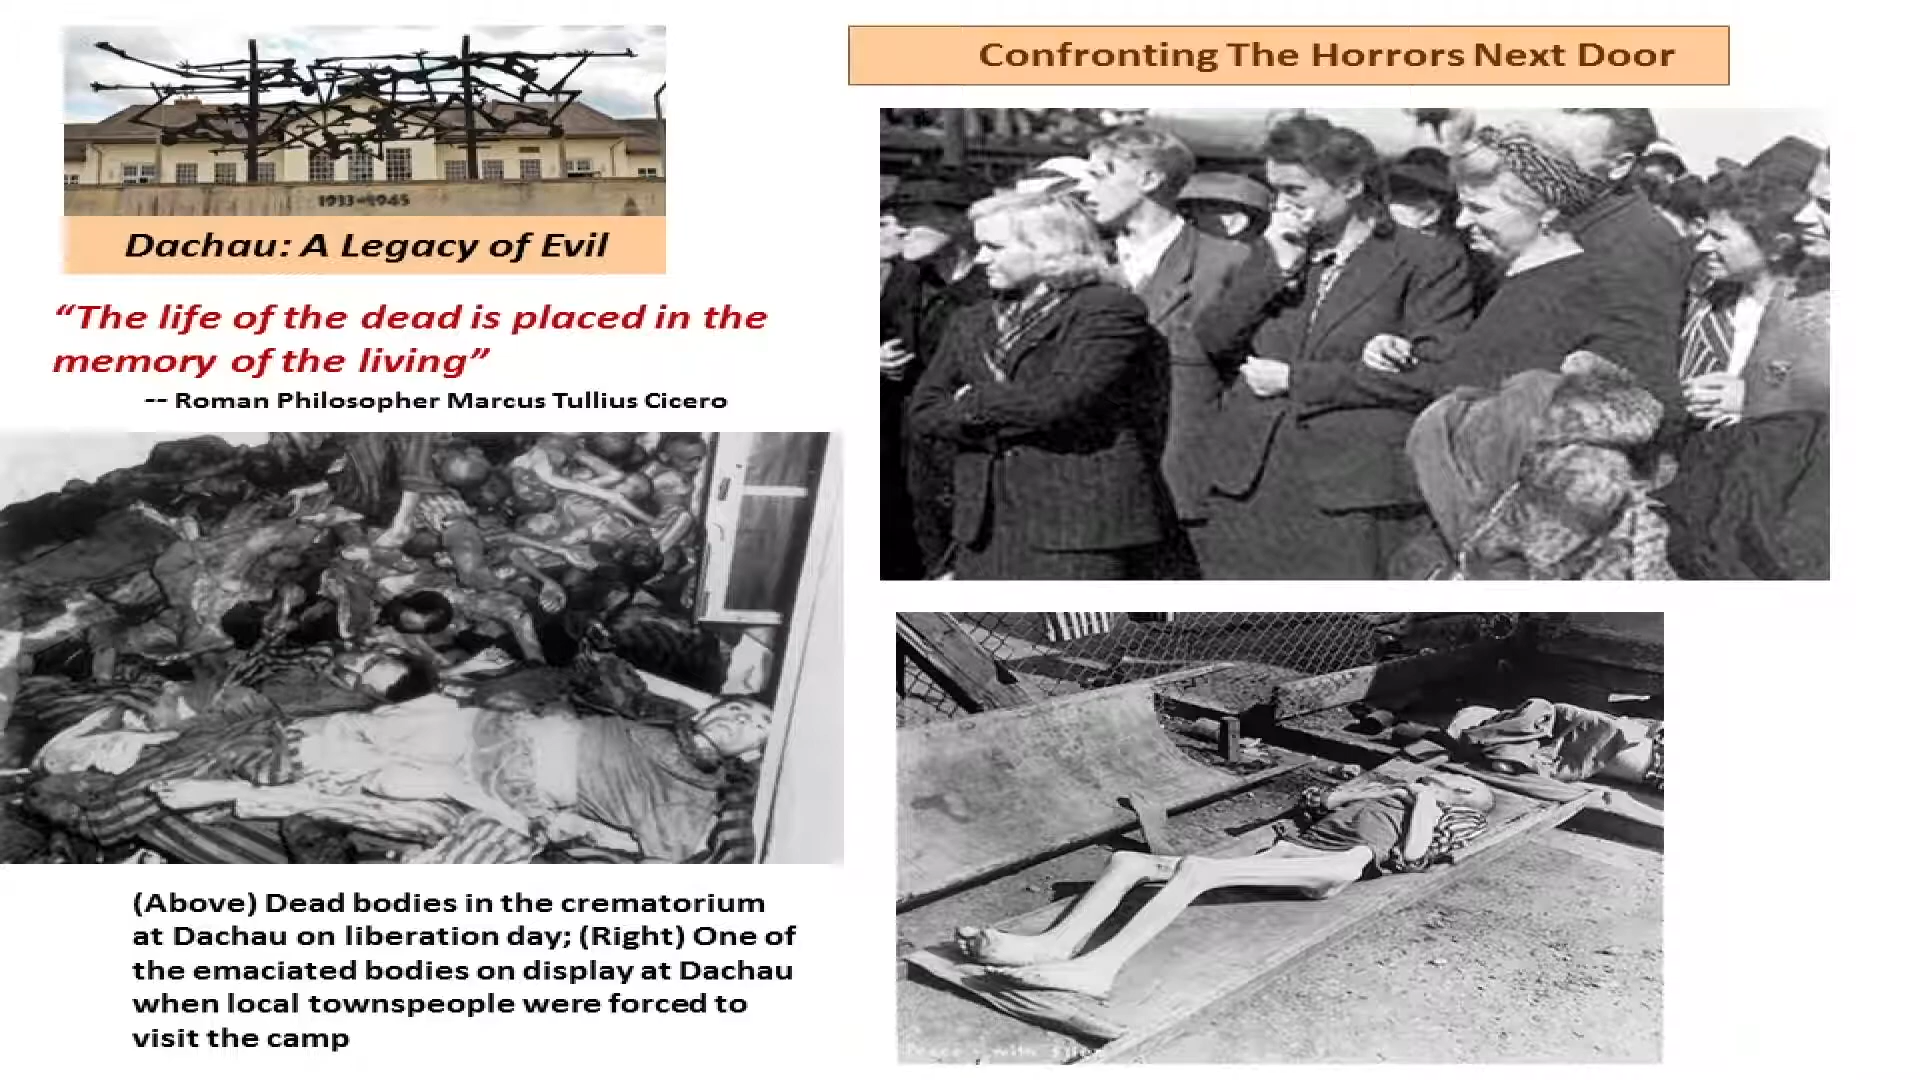 1933-1945
Dachau: A Legacy of Evil
“The life of the dead is placed in the
memory of the living”
-- Roman Philosopher Marcus Tullius Cicero
(Above) Dead bodies in the crematorium
at Dachau on liberation day; (Right) One of
the emaciated bodies on display at Dachau
when local townspeople were forced to
visit the camp
Confronting The Horrors Next Door